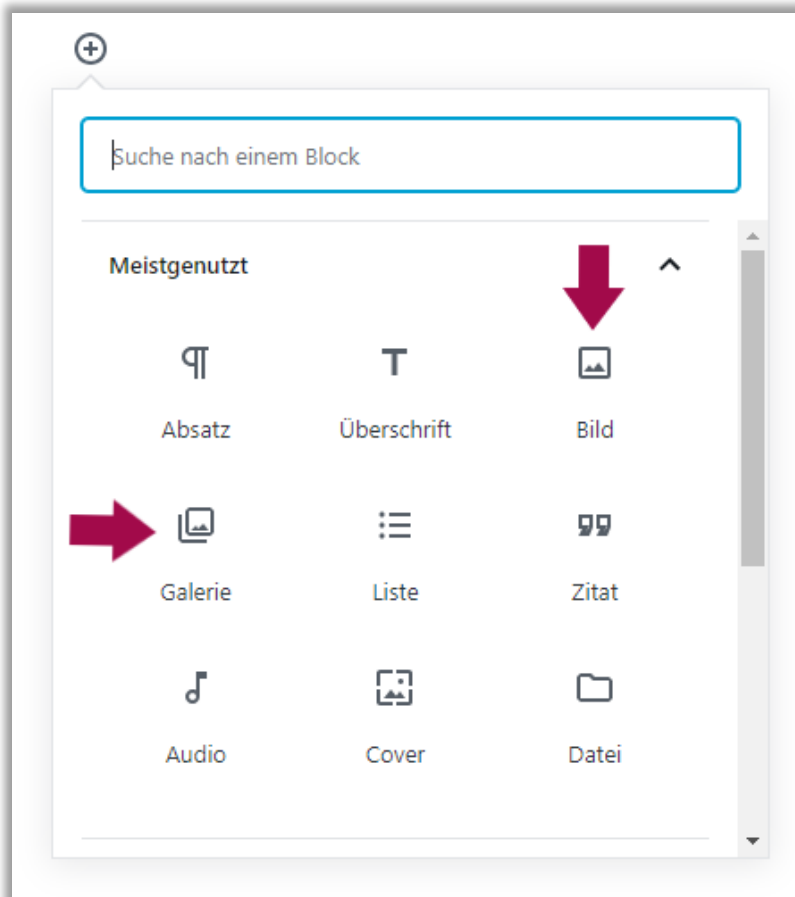 Suche nach einem Block
Meistgenutzt
Absatz Überschrift Bild
Galerie Liste Zitat
Audio Cover Datei